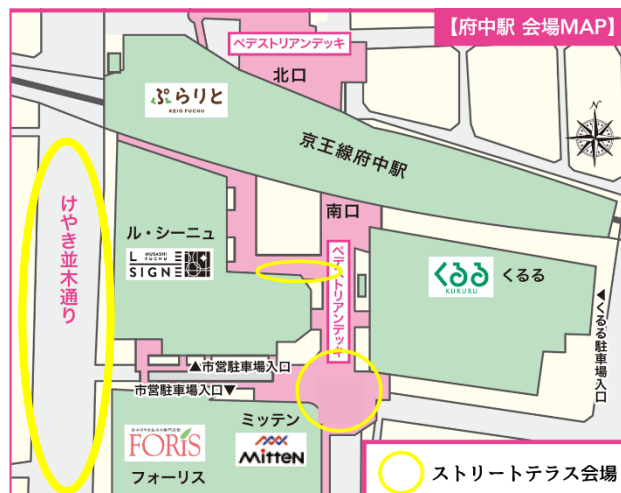 【府中駅 会場MAP】
ペデストリアンデッキ
北口
ぷらりと
KEIO FUCHU
N
京王線府中駅
けやき並木通り
南口
ル・シーニュ
MUSASHI
FUCHU
LE
SIGNE
ペデストリアンデッキ
くるる
KURURU
くるる
◀くるる駐車場入口
▲市営駐車場入口
市営駐車場入口▼
FORIS
フォーリス
ミッテン
MitteN
ストリートテラス会場